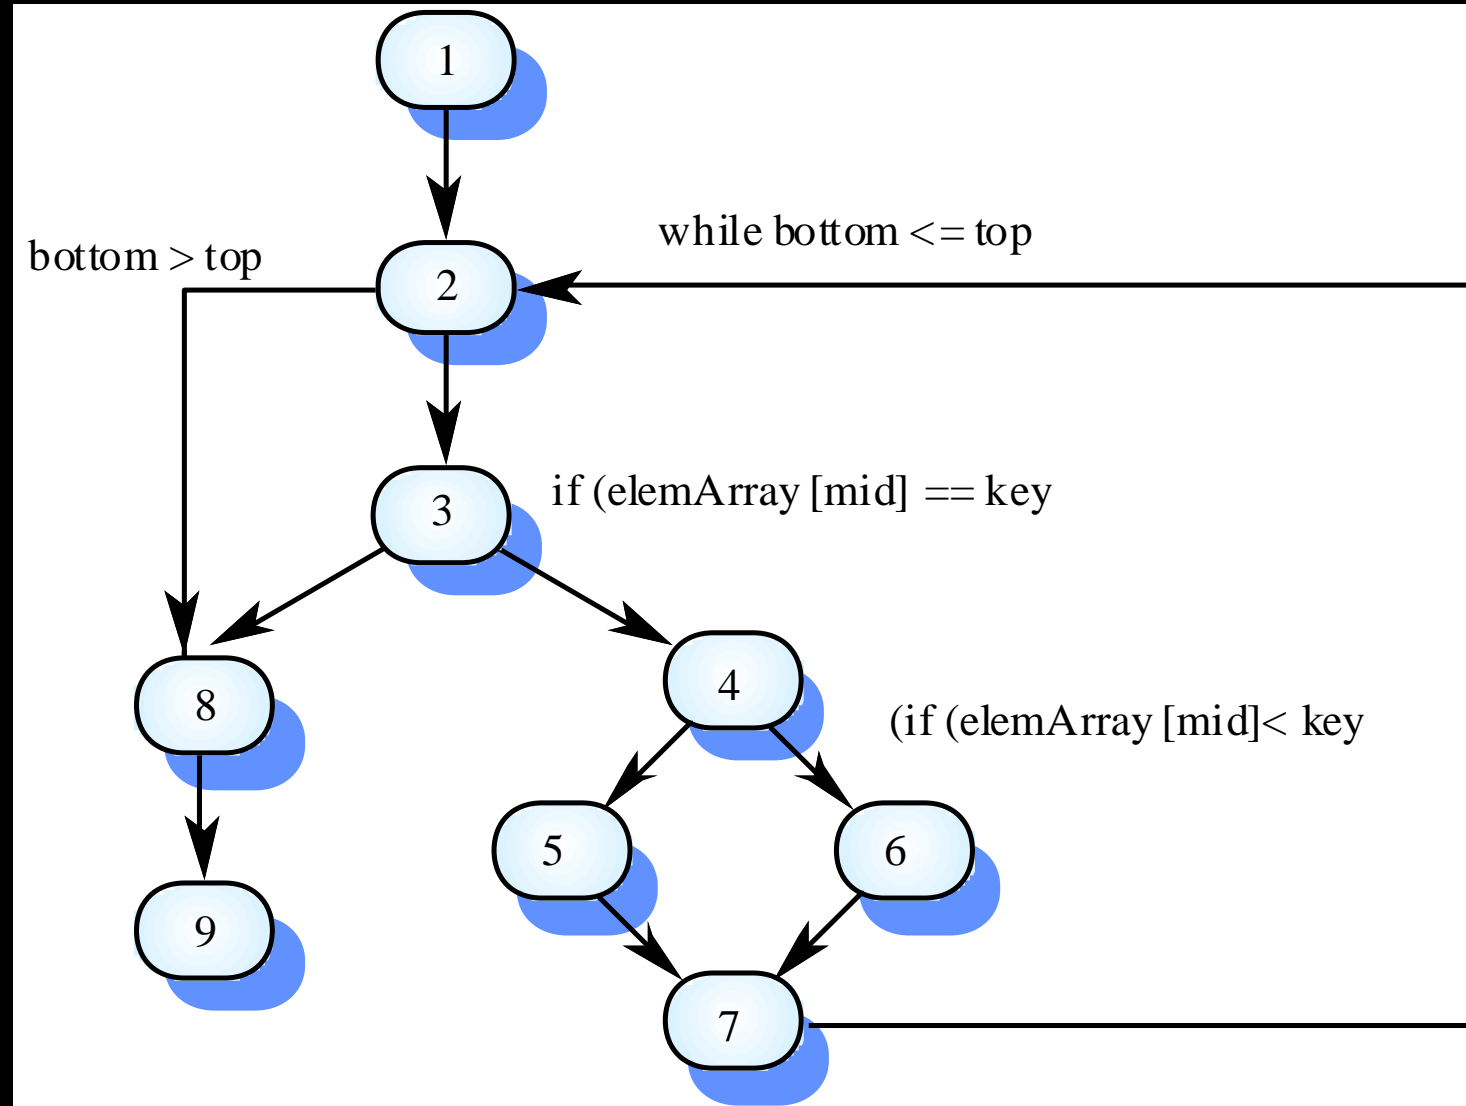 1
while bottom <= top
bottom > top
2
if (elemArray [mid] == key
3
4
8
(if (elemArray [mid]< key
5
6
9
7